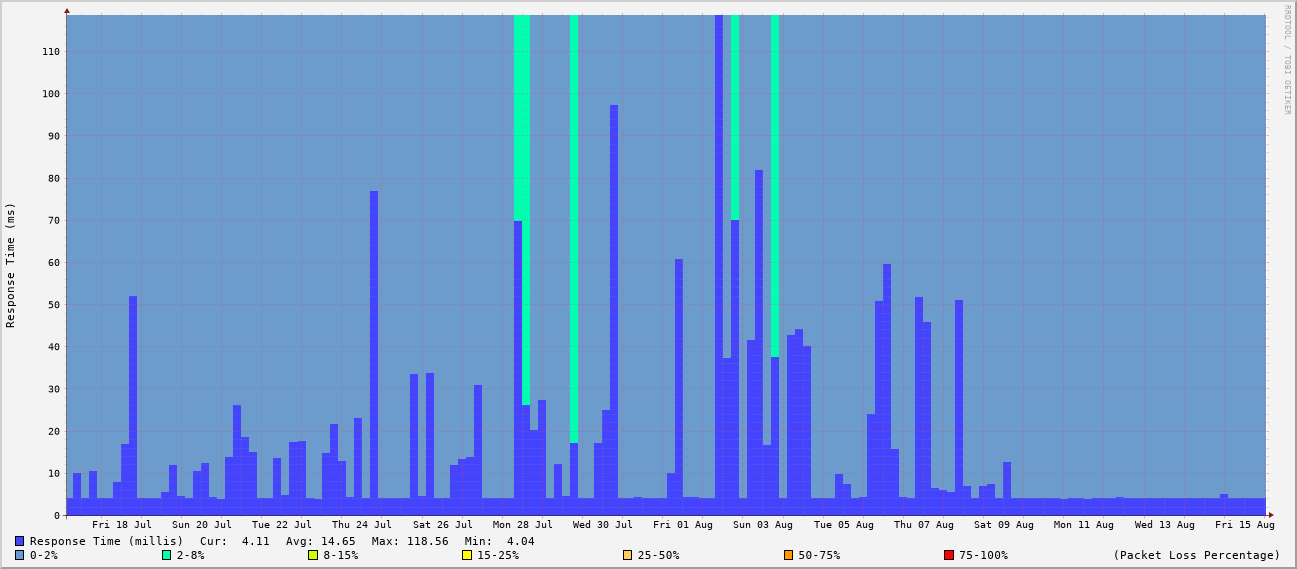 RRDTOOL / TOBI OETIKER
Response Time (ms)
110
100
90
80
70
60
50
40
30
20
10
0
Fri 18 Jul Sun 20 Jul Tue 22 Jul Thu 24 Jul Sat 26 Jul Mon 28 Jul Wed 30 Jul Fri 01 Aug Sun 03 Aug Tue 05 Aug Thu 07 Aug Sat 09 Aug Mon 11 Aug Wed 13 Aug Fri 15 Aug
Response Time (millis) Cur: 4.11 Avg: 14.65 Max: 118.56 Min: 4.04
0-2% 2-8% 8-15% 15-25% 25-50% 50-75% 75-100% (Packet Loss Percentage)